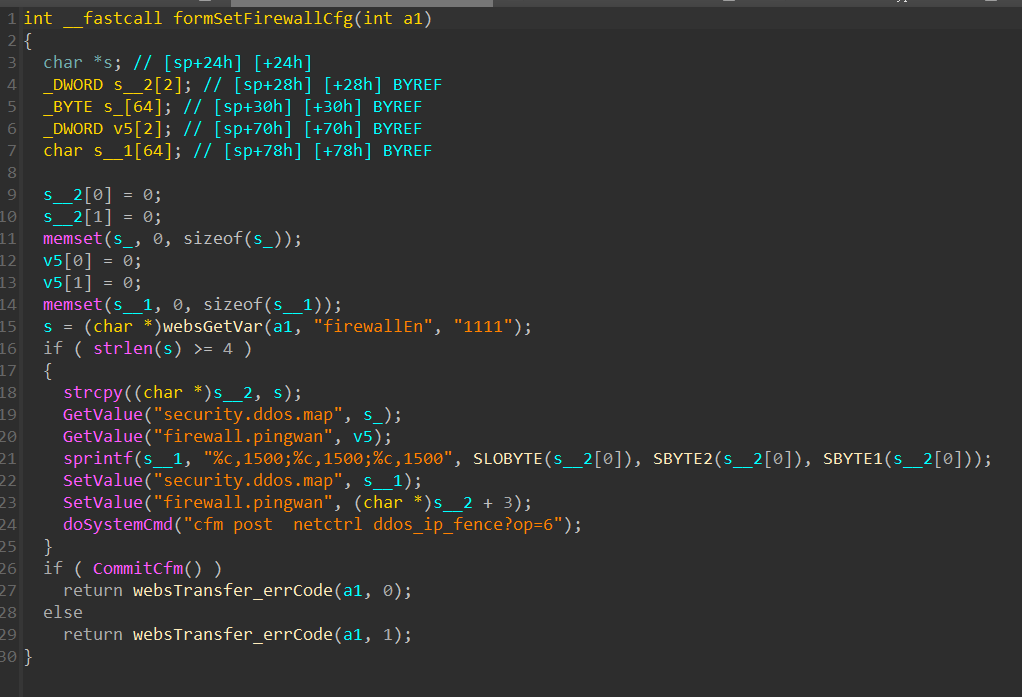 1 int __fastcall formSetFirewallCfg(int a1)
2 {
3 char *s; // [sp+24h] [+24h]
4 _DWORD s__2[2]; // [sp+28h] [+28h] BYREF
5 _BYTE s_[64]; // [sp+30h] [+30h] BYREF
6 _DWORD v5[2]; // [sp+70h] [+70h] BYREF
7 char s__1[64]; // [sp+78h] [+78h] BYREF
8
9 s__2[0] = 0;
10 s__2[1] = 0;
11 memset(s_, 0, sizeof(s_));
12 v5[0] = 0;
13 v5[1] = 0;
14 memset(s__1, 0, sizeof(s__1));
15 s = (char *)websGetVar(a1, "firewallEn", "1111");
16 if ( strlen(s) >= 4 )
17 {
18 strcpy((char *)s__2, s);
19 GetValue("security.ddos.map", s_);
20 GetValue("firewall.pingwan", v5);
21 sprintf(s__1, "%c,1500;%c,1500;%c,1500", SLOBYTE(s__2[0]), SBYTE2(s__2[0]), SBYTE1(s__2[0]));
22 SetValue("security.ddos.map", s__1);
23 SetValue("firewall.pingwan", (char *)s__2 + 3);
24 doSystemCmd("cfm post  netctrl ddos_ip_fence?op=6");
25 }
26 if ( CommitCfm() )
27 return websTransfer_errCode(a1, 0);
28 else
29 return websTransfer_errCode(a1, 1);
30 }